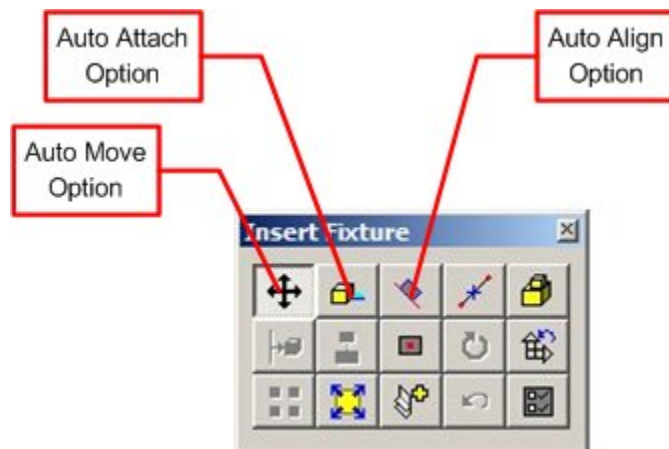 Auto Attach
Option
Auto Align
Option
Auto Move
Option
Insert Fixture